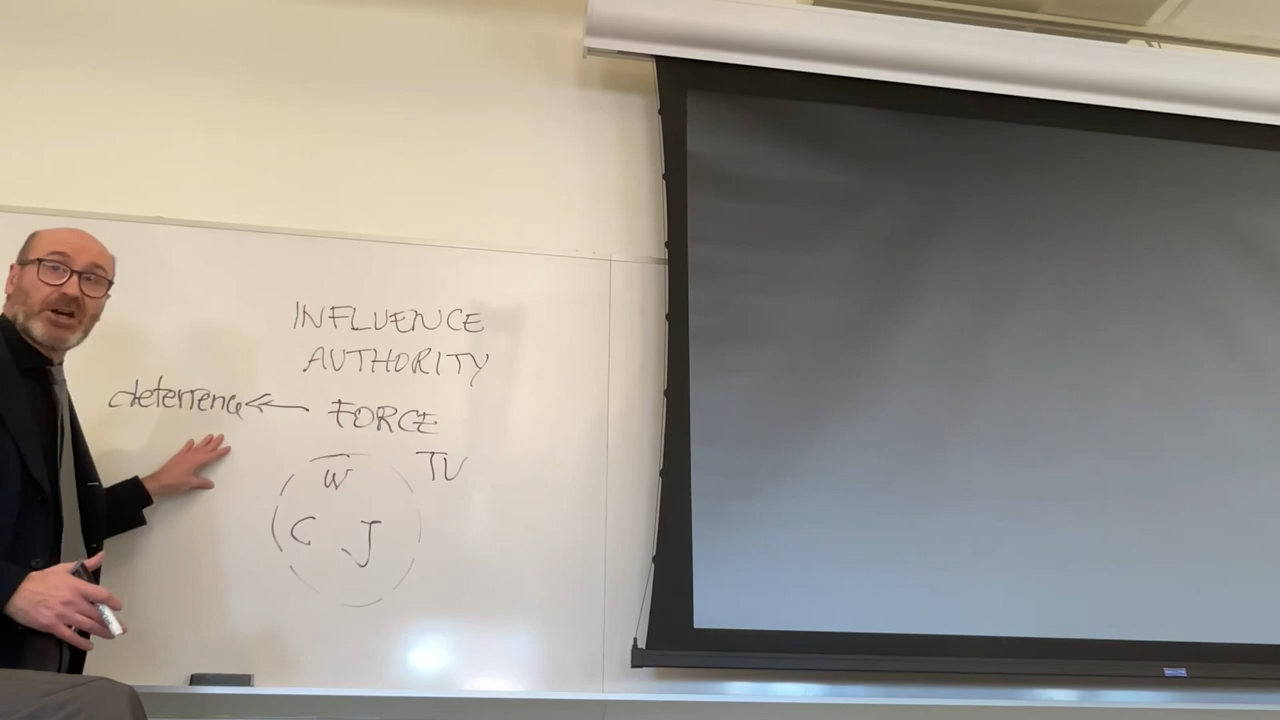 INFLUENCE
AUTHORITY
deterrence ← FORCE
W TV
C J